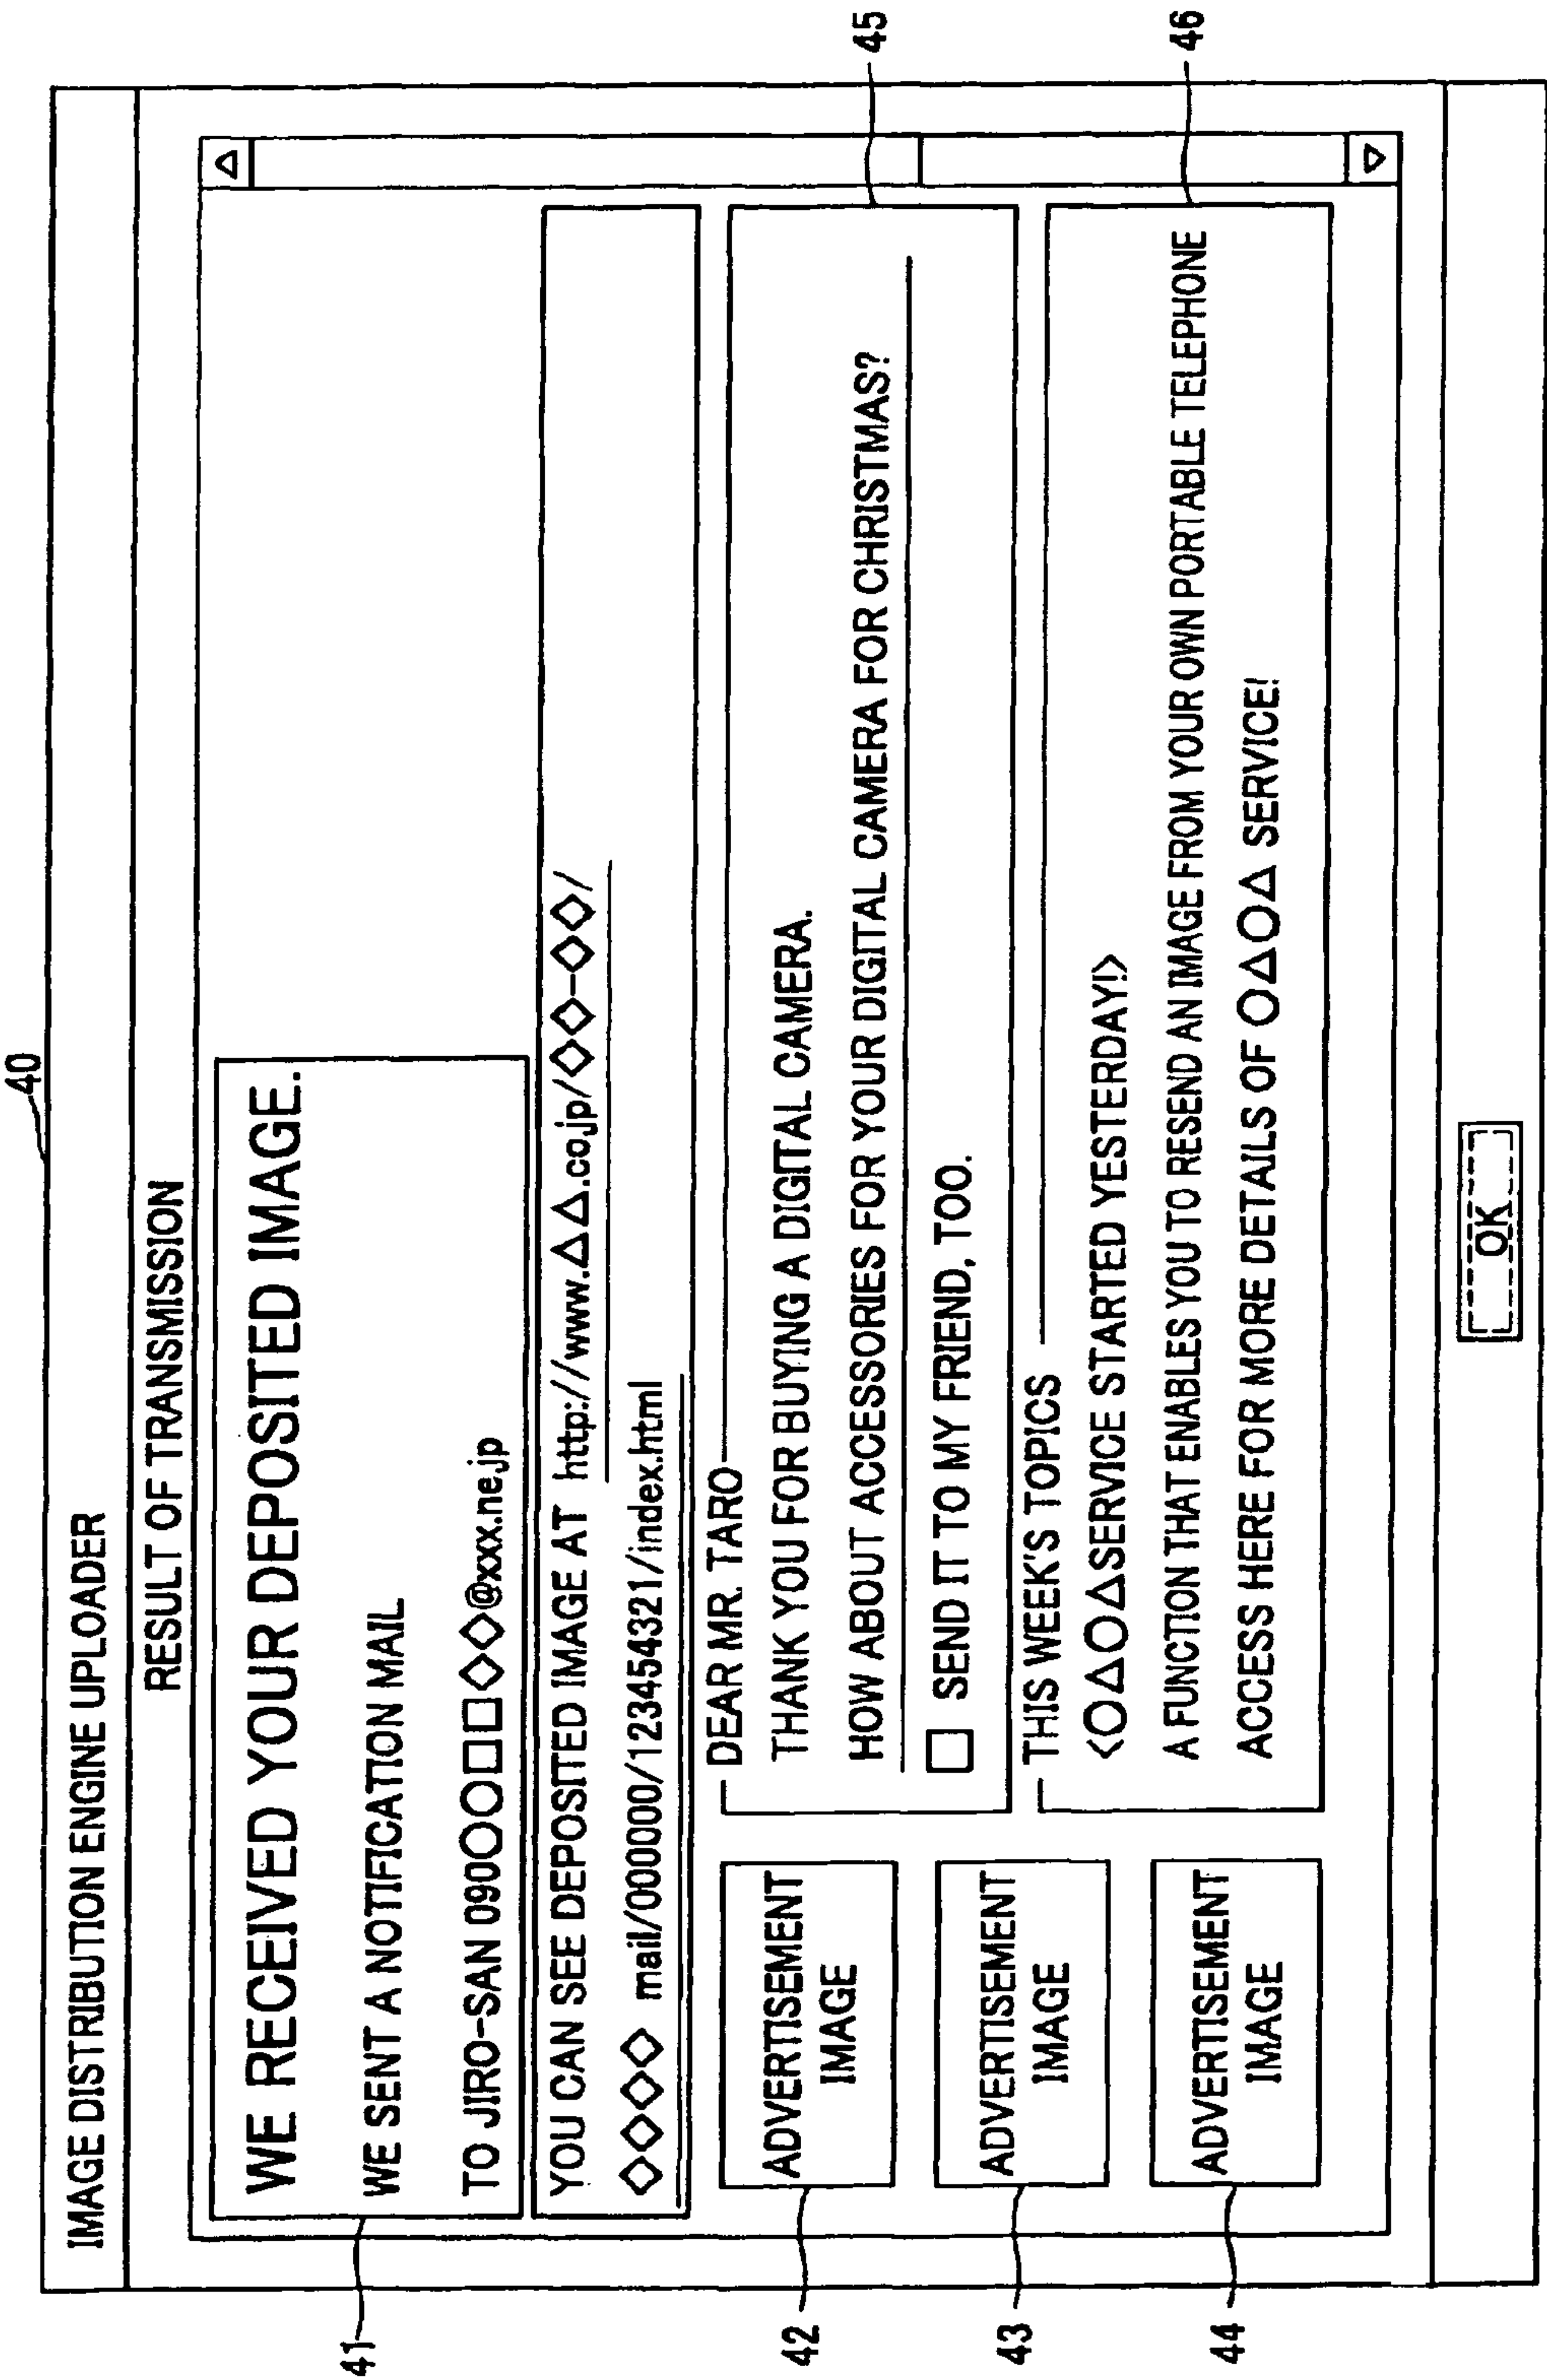 40
IMAGE DISTRIBUTION ENGINE UPLOADER
RESULT OF TRANSMISSION
41
WE RECEIVED YOUR DEPOSITED IMAGE.
WE SENT A NOTIFICATION MAIL
TO JIRO-SAN 090○○□□◇◇@xxx.ne.jp
YOU CAN SEE DEPOSITED IMAGE AT http://www.△△.co.jp/◇◇-◇◇/
◇◇◇◇ mail/000000/123454321/index.html
42
ADVERTISEMENT
IMAGE
43
ADVERTISEMENT
IMAGE
44
ADVERTISEMENT
IMAGE
DEAR MR. TARO
45
THANK YOU FOR BUYING A DIGITAL CAMERA.
HOW ABOUT ACCESSORIES FOR YOUR DIGITAL CAMERA FOR CHRISTMAS?
□ SEND IT TO MY FRIEND, TOO.
THIS WEEK'S TOPICS
46
<○△○△SERVICE STARTED YESTERDAY!>
A FUNCTION THAT ENABLES YOU TO RESEND AN IMAGE FROM YOUR OWN PORTABLE TELEPHONE
ACCESS HERE FOR MORE DETAILS OF ○△○△ SERVICE!
OK